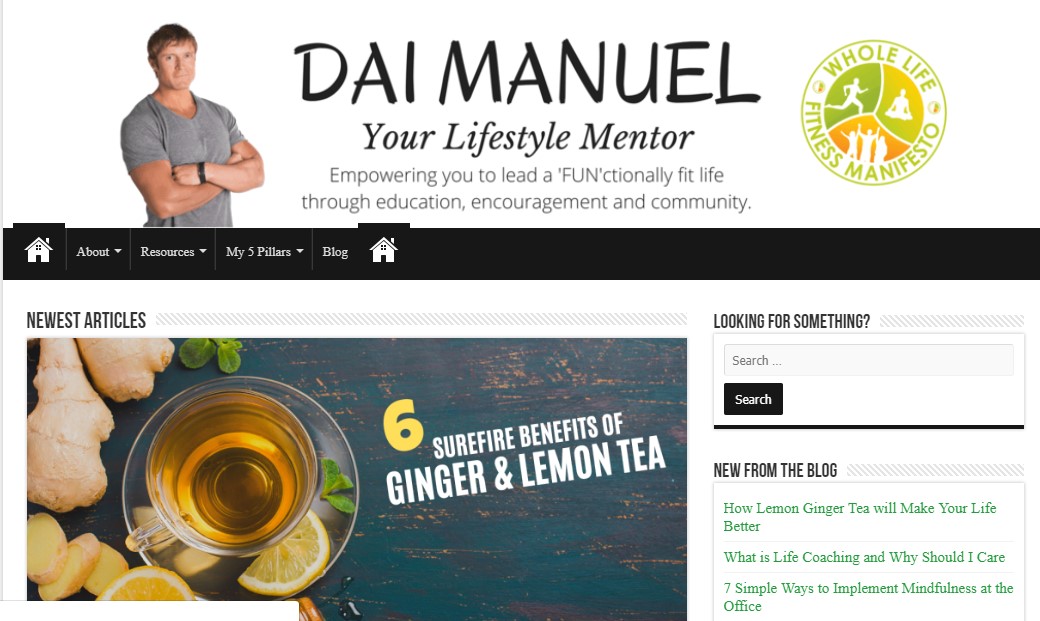 DAI MANUEL
Your Lifestyle Mentor
Empowering you to lead a 'FUN'ctionally fit life
through education, encouragement and community.
WHOLE LIFE
FITNESS MANIFESTO
About
Resources
My 5 Pillars
Blog
NEWEST ARTICLES
6 SUREFIRE BENEFITS OF
GINGER & LEMON TEA
LOOKING FOR SOMETHING?
Search ...
Search
NEW FROM THE BLOG
How Lemon Ginger Tea will Make Your Life
Better
What is Life Coaching and Why Should I Care
7 Simple Ways to Implement Mindfulness at the
Office